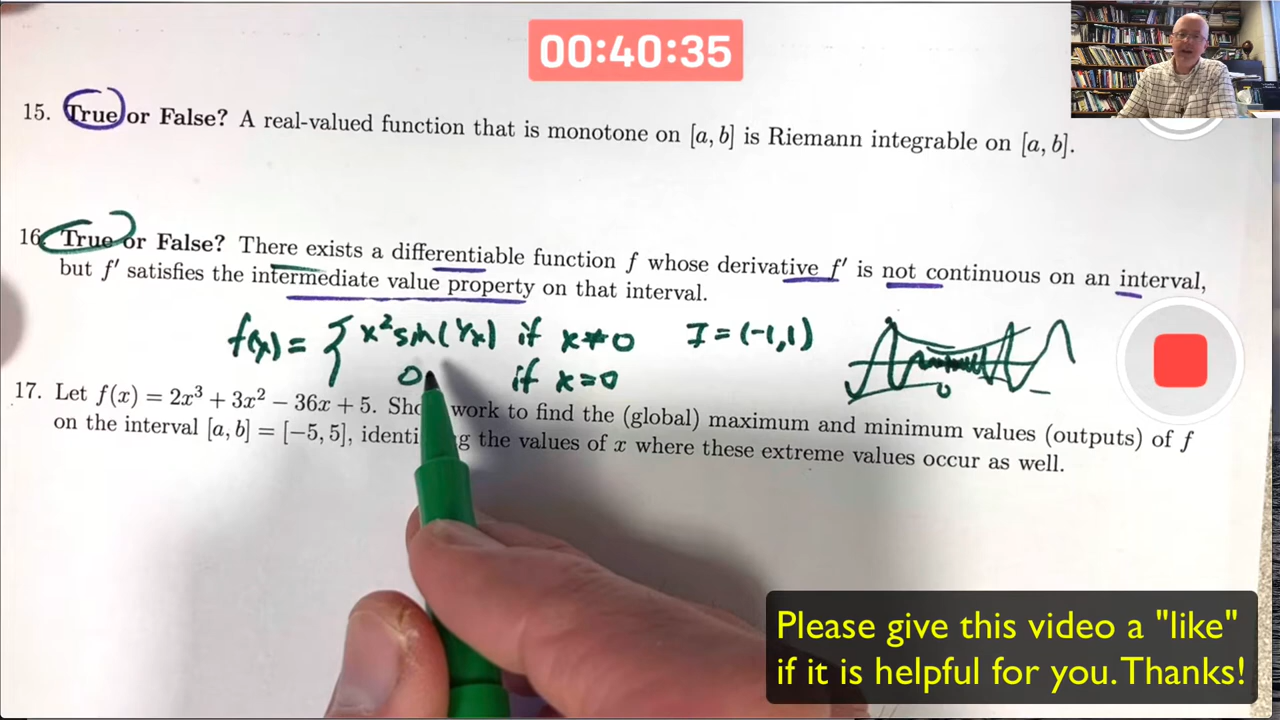 00:40:35
15. True or False? A real-valued function that is monotone on [a, b] is Riemann integrable on [a, b].
16. True or False? There exists a differentiable function f whose derivative f′ is not continuous on an interval,
but f′ satisfies the intermediate value property on that interval.
f(x) = { x² sin(1/x) if x ≠ 0 I = (-1,1)
0 if x = 0
0
17. Let f(x) = 2x³ + 3x² − 36x + 5. Show work to find the (global) maximum and minimum values (outputs) of f
on the interval [a, b] = [−5, 5], the values of x where these extreme values occur as well.
Please give this video a "like"
if it is helpful for you. Thanks!